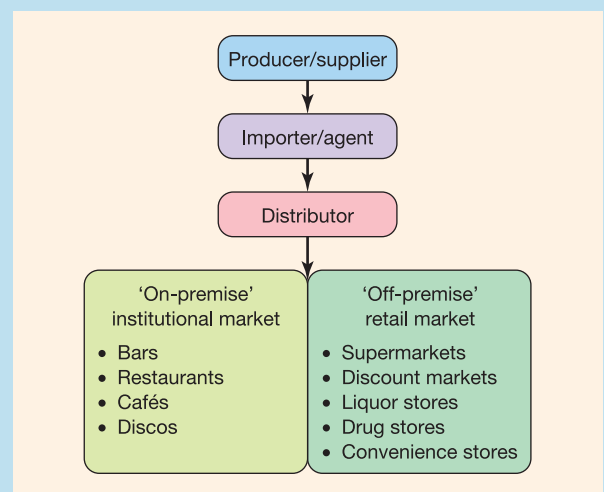 Producer/supplier
Importer/agent
Distributor
‘On-premise’
institutional market
• Bars
• Restaurants
• Cafés
• Discos
‘Off-premise’
retail market
• Supermarkets
• Discount markets
• Liquor stores
• Drug stores
• Convenience stores